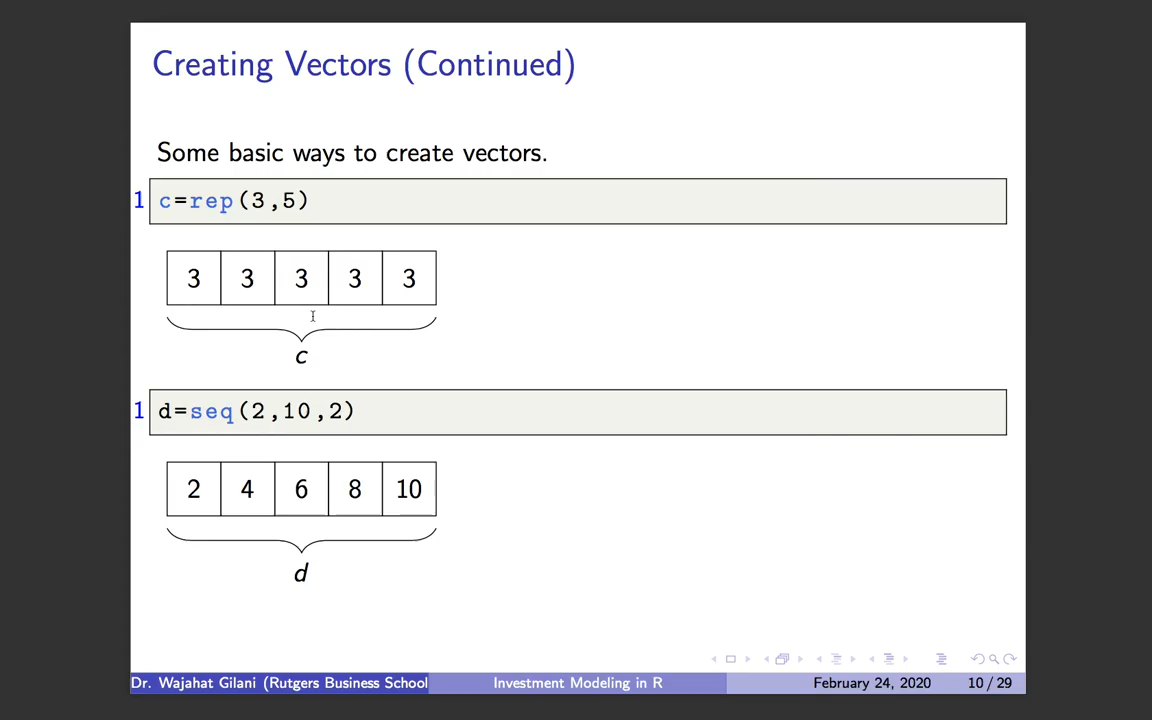 Creating Vectors (Continued)
Some basic ways to create vectors.
1 c=rep(3,5)
3 3 3 3 3
c
1 d=seq(2,10,2)
2 4 6 8 10
d
Dr. Wajahat Gilani (Rutgers Business School Investment Modeling in R February 24, 2020 10 / 29